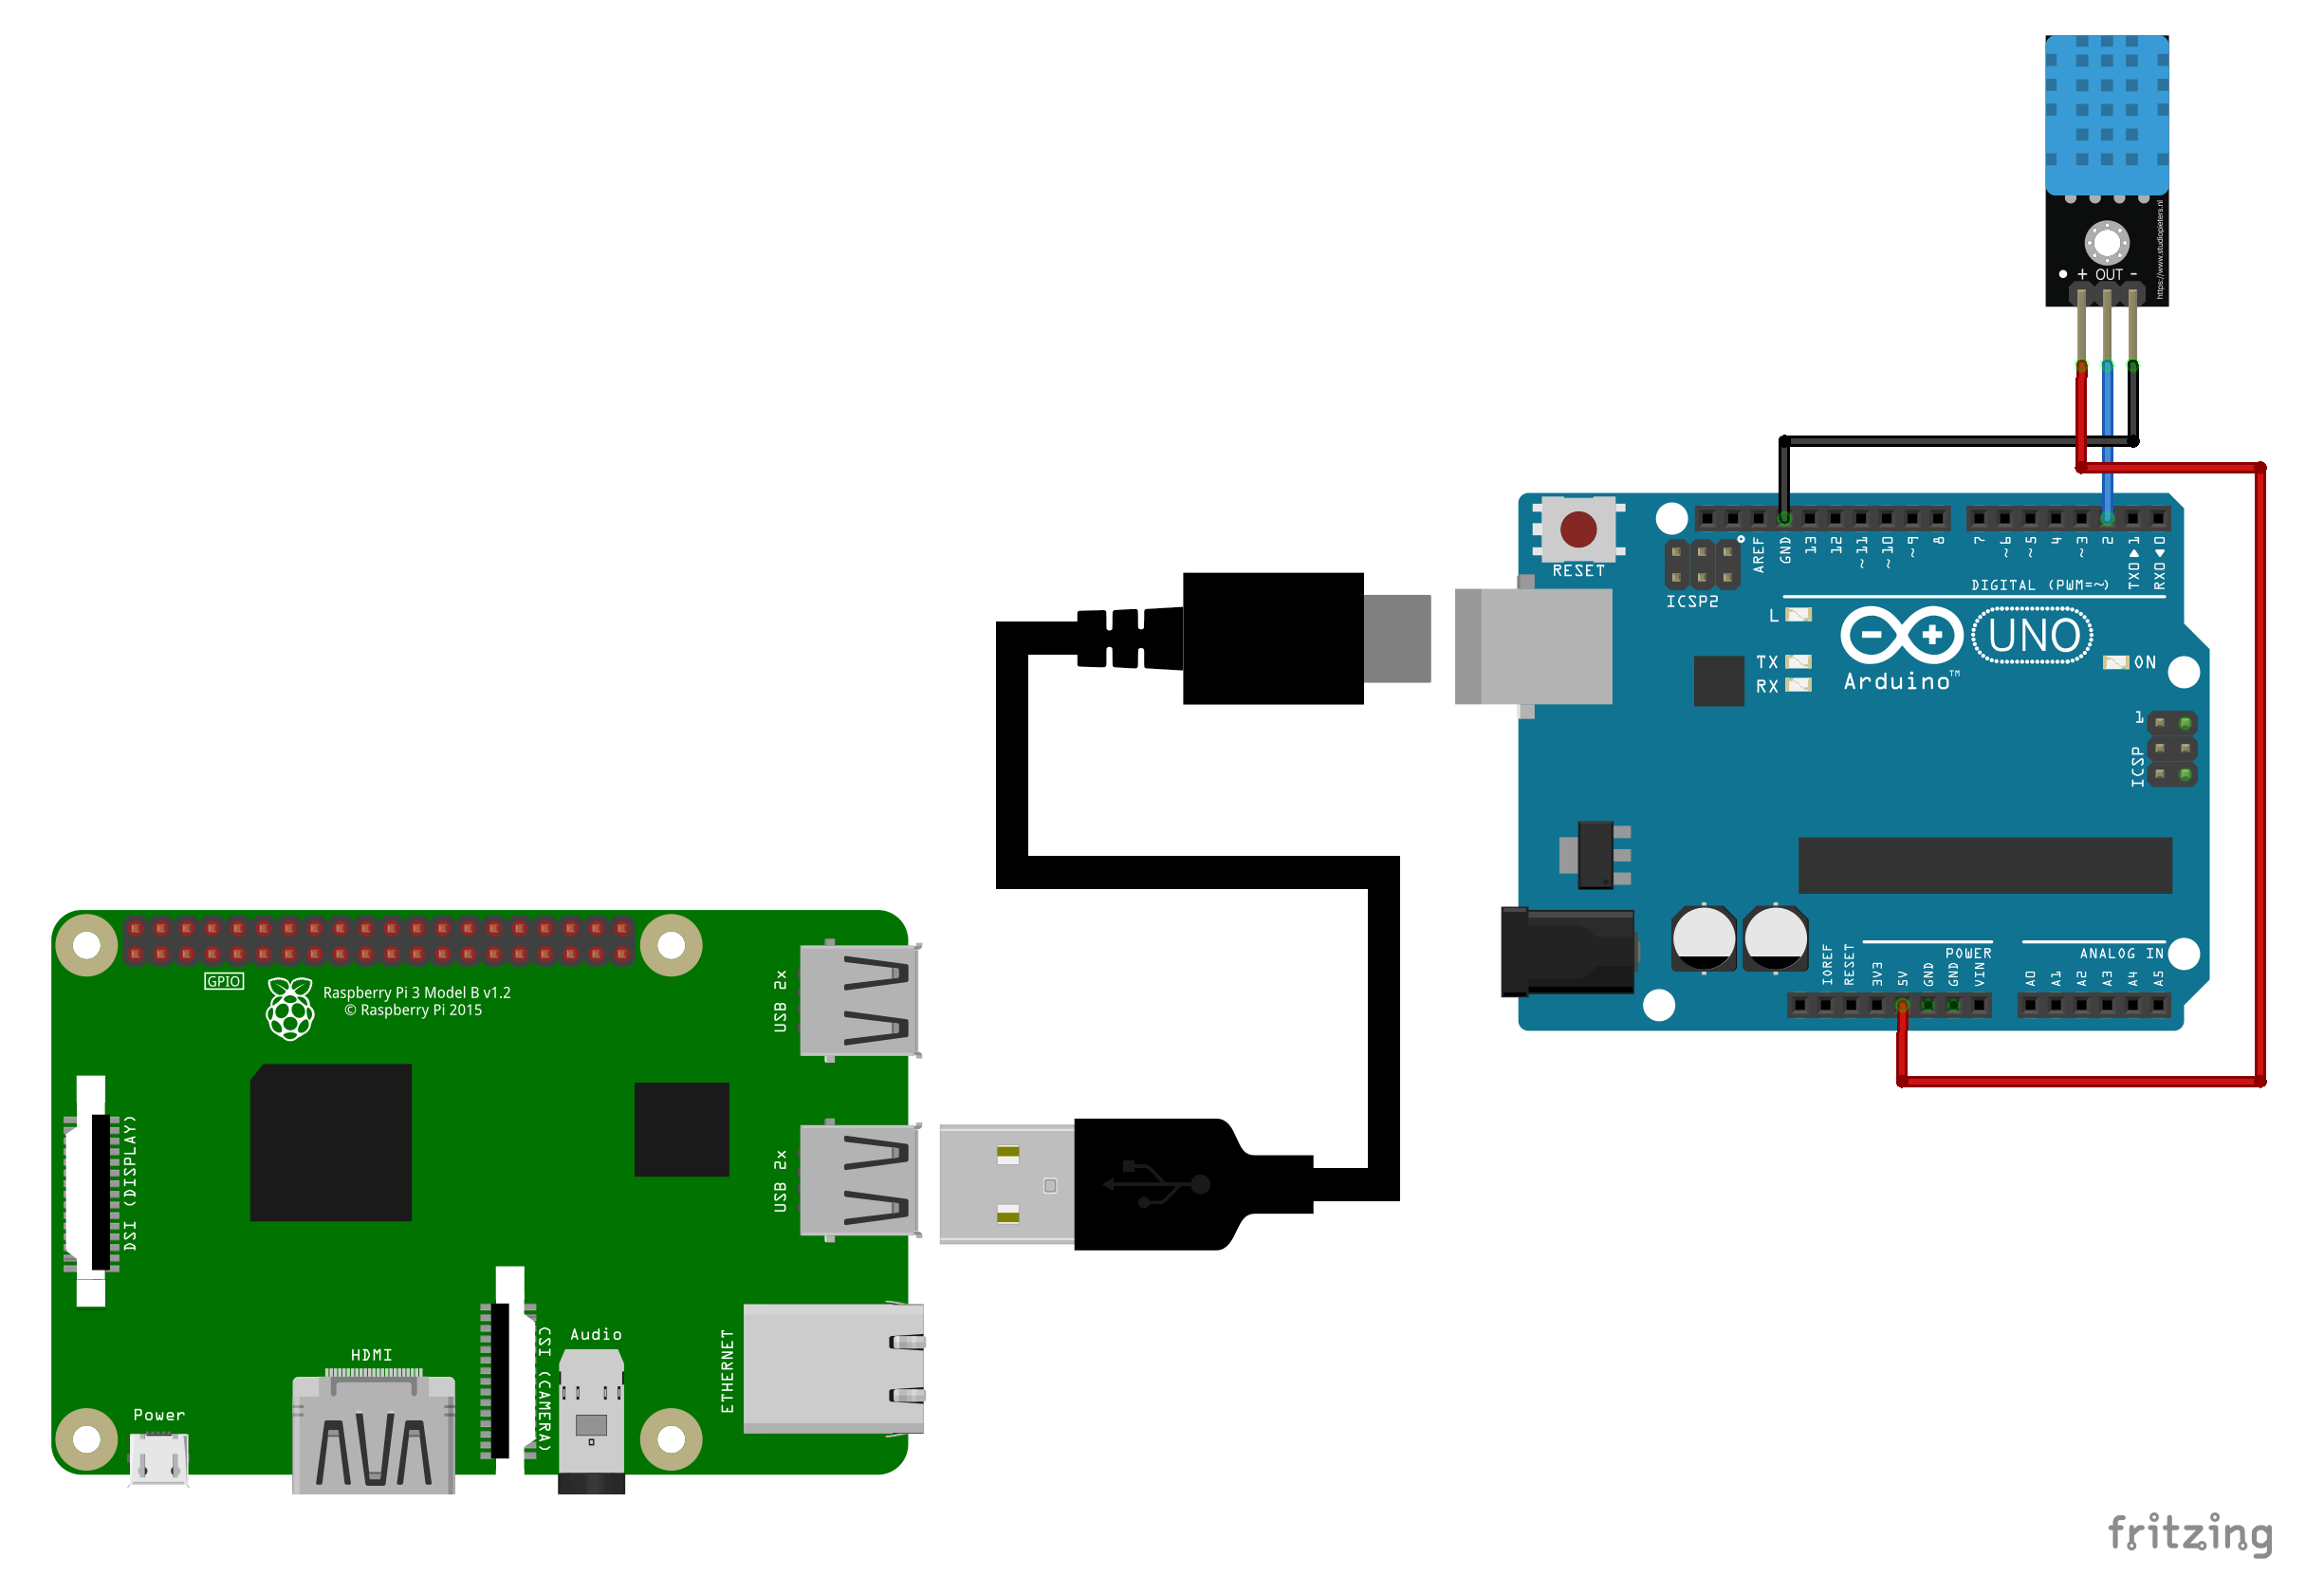 https://www.studiopieters.nl
+ OUT -
RESET
ICSP2
AREF
GND
13
12
~11
~10
~9
8
7
~6
~5
4
~3
2
TX0▶1
RX0◀0
DIGITAL (PWM=~)
L
TX
RX
UNO
Arduino™
ON
1
ICSP
IOREF
RESET
3V3
5V
GND
GND
VIN
POWER
A0
A1
A2
A3
A4
A5
ANALOG IN
GPIO
Raspberry Pi 3 Model B v1.2
© Raspberry Pi 2015
USB 2x
USB 2x
DSI (DISPLAY)
CSI (CAMERA)
Audio
ETHERNET
HDMI
Power
fritzing